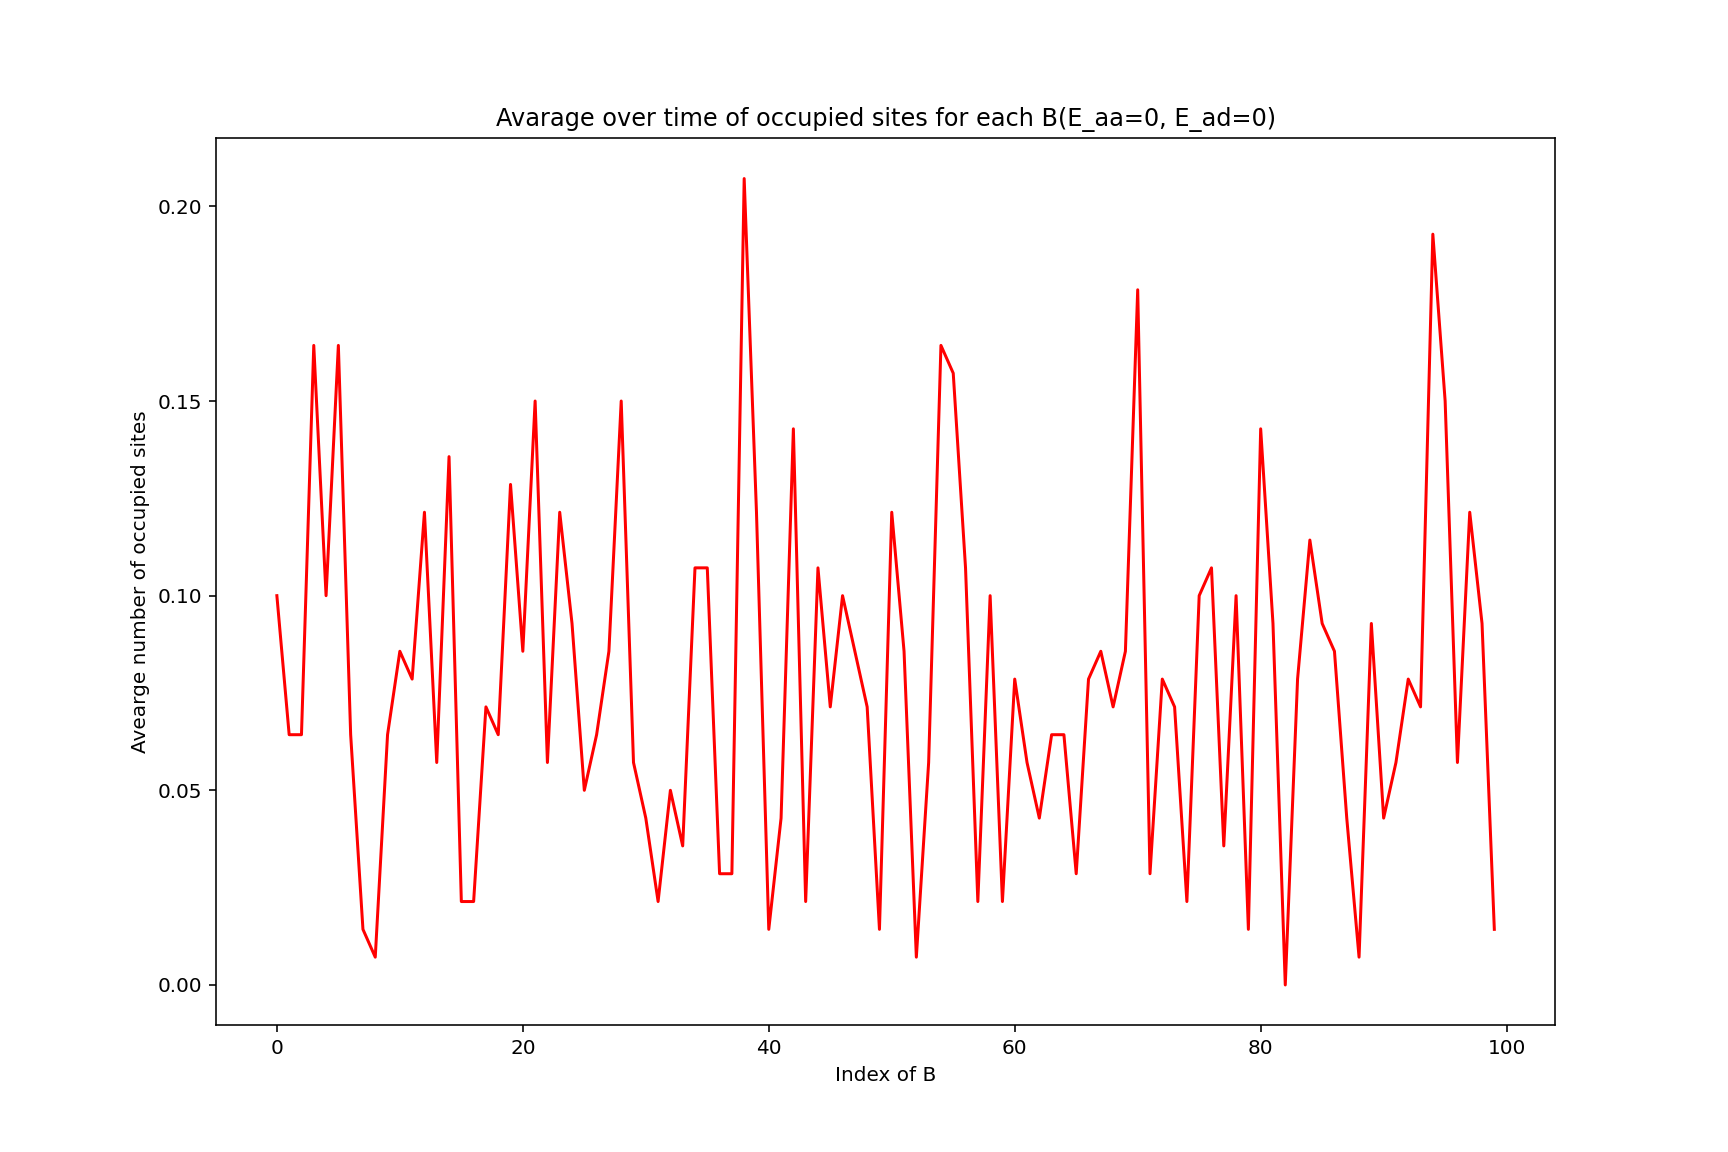 Avarage over time of occupied sites for each B(E_aa=0, E_ad=0)
Avearge number of occupied sites
0.20
0.15
0.10
0.05
0.00
0 20 40 60 80 100
Index of B